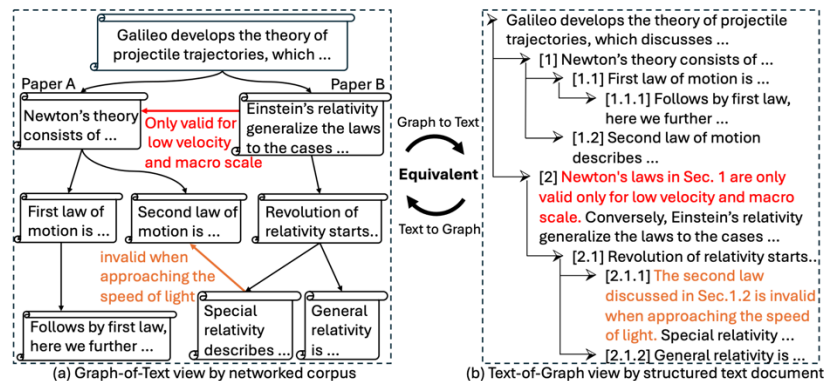 Galileo develops the theory of
projectile trajectories, which ...
Paper A
Paper B
Newton's theory
consists of ...
Only valid for
low velocity
and macro scale
Einstein's relativity
generalize the laws
to the cases ...
First law of
motion is ...
Second law of
motion is ...
Revolution of
relativity starts..
invalid when
approaching the
speed of light
Follows by first law,
here we further ...
Special
relativity
describes ...
General
relativity
is ...
(a) Graph-of-Text view by networked corpus
Graph to Text
Equivalent
Text to Graph
Galileo develops the theory of projectile
trajectories, which discusses ...
[1] Newton's theory consists of ...
[1.1] First law of motion is ...
[1.1.1] Follows by first law,
here we further ...
[1.2] Second law of motion
describes ...
[2] Newton's laws in Sec. 1 are only
valid only for low velocity and macro
scale. Conversely, Einstein's relativity
generalize the laws to the cases ...
[2.1] Revolution of relativity starts..
[2.1.1] The second law
discussed in Sec.1.2 is invalid
when approaching the speed
of light. Special relativity ...
[2.1.2] General relativity is ...
(b) Text-of-Graph view by structured text document